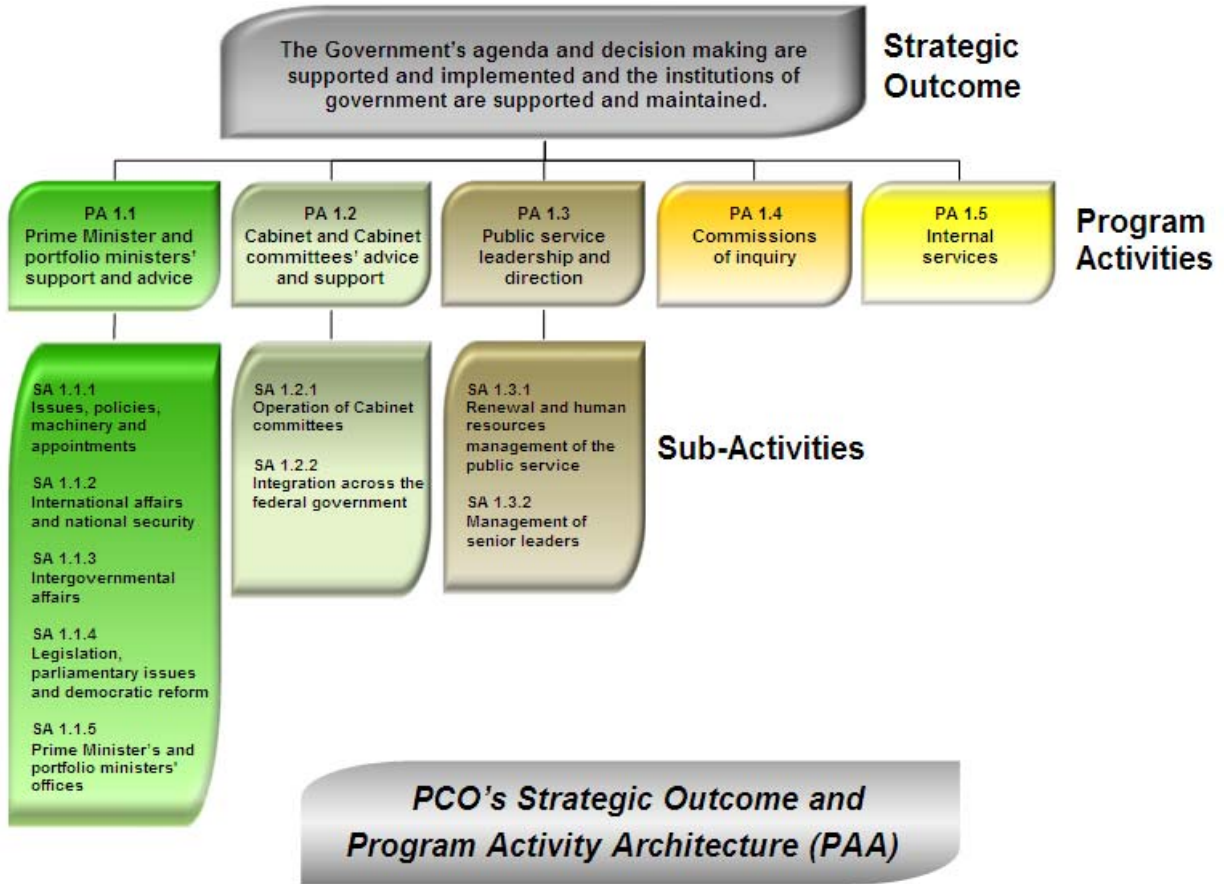 The Government's agenda and decision making are
supported and implemented and the institutions of
government are supported and maintained.
Strategic
Outcome
PA 1.1
Prime Minister and
portfolio ministers'
support and advice
PA 1.2
Cabinet and Cabinet
committees' advice
and support
PA 1.3
Public service
leadership and
direction
PA 1.4
Commissions
of inquiry
PA 1.5
Internal
services
Program
Activities
SA 1.1.1
Issues, policies,
machinery and
appointments
SA 1.1.2
International affairs
and national security
SA 1.1.3
Intergovernmental
affairs
SA 1.1.4
Legislation,
parliamentary issues
and democratic reform
SA 1.1.5
Prime Minister's and
portfolio ministers'
offices
SA 1.2.1
Operation of Cabinet
committees
SA 1.2.2
Integration across the
federal government
SA 1.3.1
Renewal and human
resources
management of the
public service
SA 1.3.2
Management of
senior leaders
Sub-Activities
PCO's Strategic Outcome and
Program Activity Architecture (PAA)